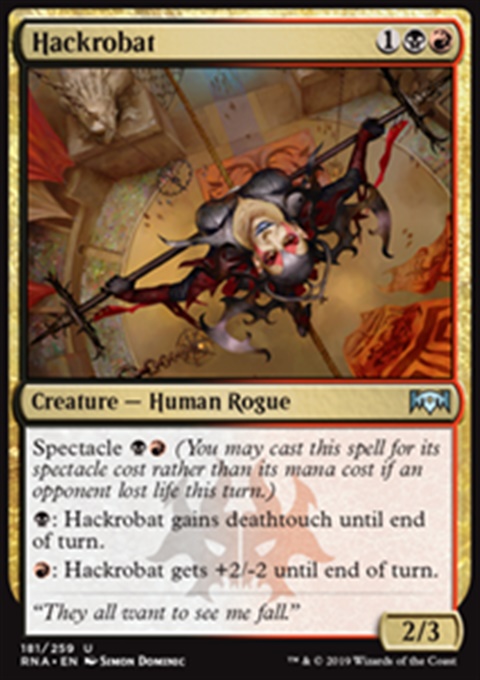 Hackrobat 1
Creature — Human Rogue
Spectacle (You may cast this spell for its
spectacle cost rather than its mana cost if an
opponent lost life this turn.)
: Hackrobat gains deathtouch until end
of turn.
: Hackrobat gets +2/-2 until end of turn.
“They all want to see me fall.”
2/3
181/259 U
RNA • EN Simon Dominic
™ & © 2019 Wizards of the Coast